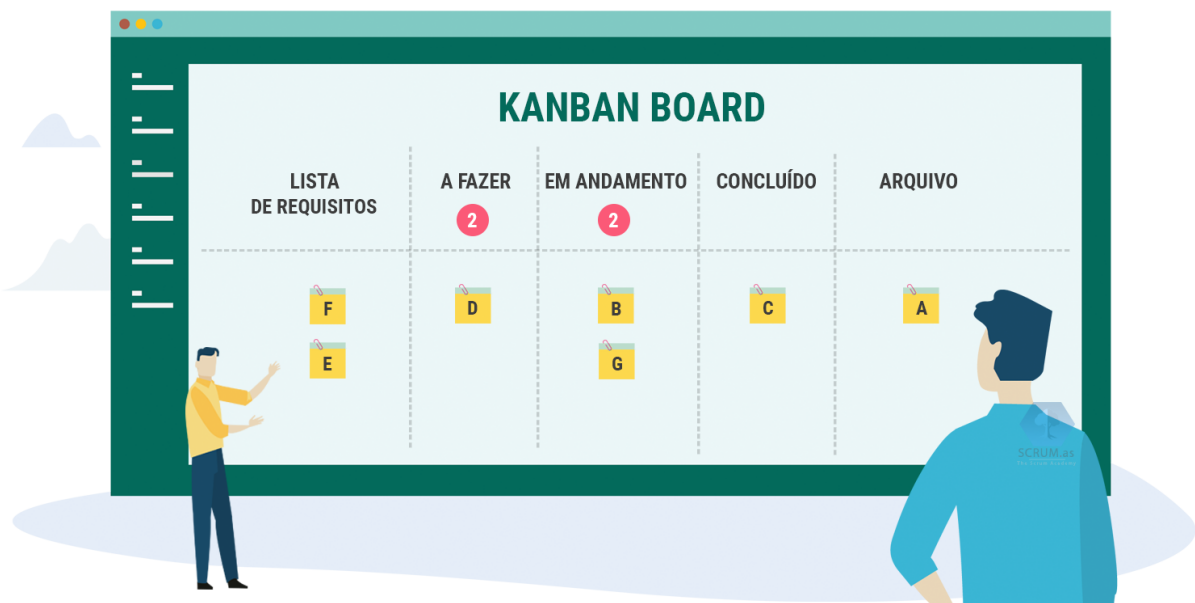 KANBAN BOARD
LISTA
DE REQUISITOS
A FAZER
2
EM ANDAMENTO
2
CONCLUÍDO
ARQUIVO
F
D
B
C
A
E
G
SCRUM.as